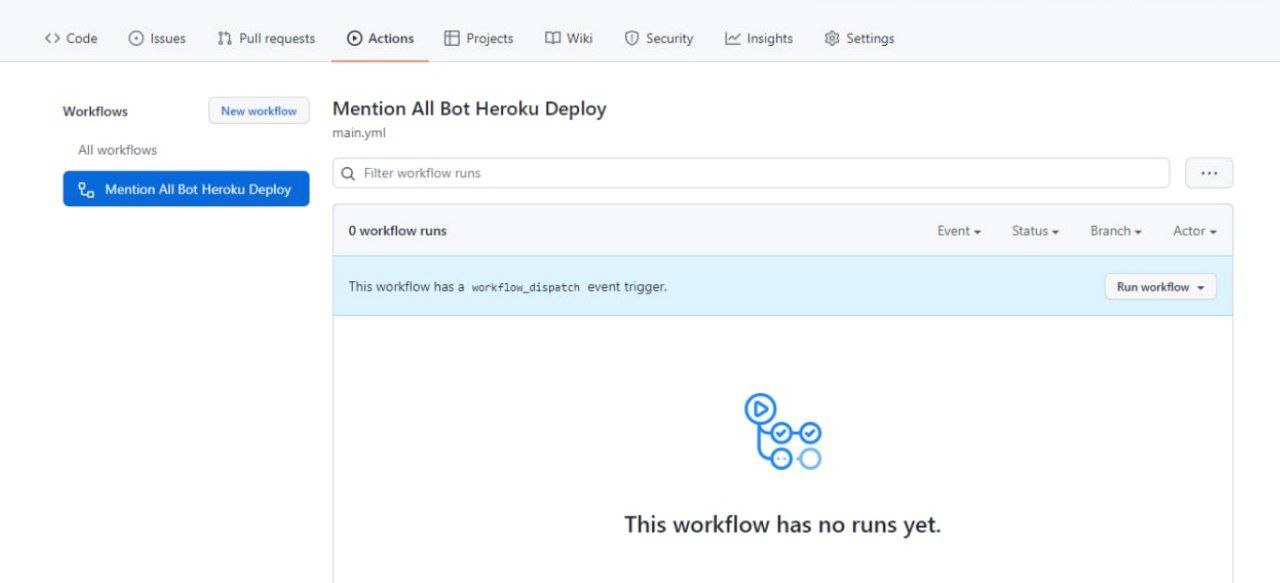 Code Issues Pull requests Actions Projects Wiki Security Insights Settings
Workflows New workflow
All workflows
Mention All Bot Heroku Deploy
Mention All Bot Heroku Deploy
main.yml
Filter workflow runs ...
0 workflow runs Event Status Branch Actor
This workflow has a workflow_dispatch event trigger. Run workflow
This workflow has no runs yet.